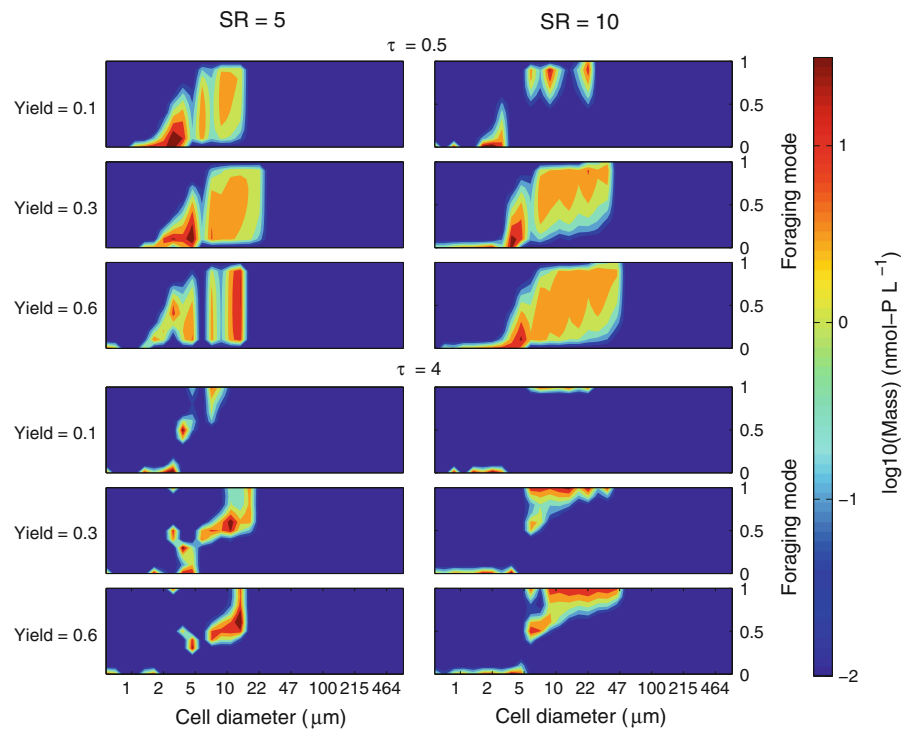 SR = 5
SR = 10
τ = 0.5
Yield = 0.1
1
0.5
0
Yield = 0.3
1
0.5
0
Yield = 0.6
1
0.5
0
Foraging mode
τ = 4
Yield = 0.1
1
0.5
0
Yield = 0.3
1
0.5
0
Yield = 0.6
1
0.5
0
Foraging mode
1 2 5 10 22 47 100 215 464
1 2 5 10 22 47 100 215 464
Cell diameter (μm)
Cell diameter (μm)
1
0
−1
−2
log10(Mass) (nmol–P L⁻¹)